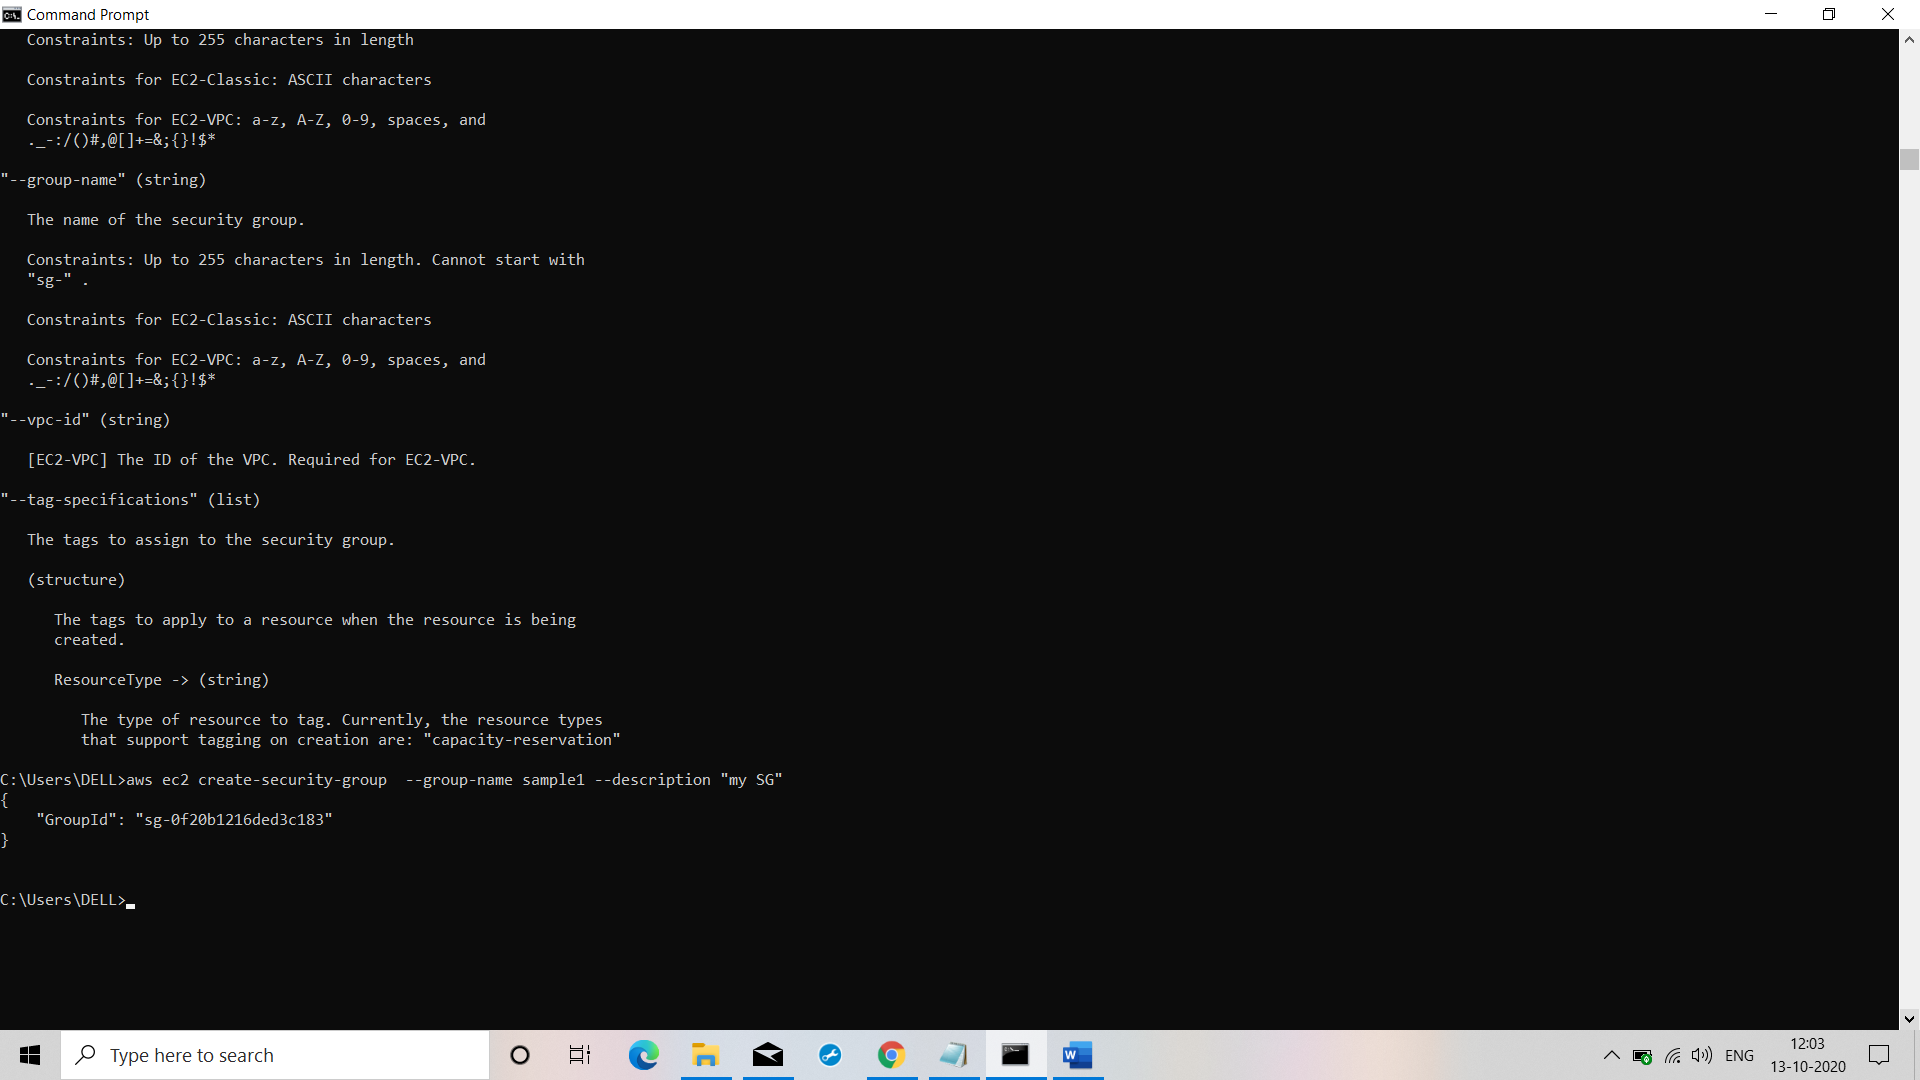 Command Prompt
Constraints: Up to 255 characters in length
Constraints for EC2-Classic: ASCII characters
Constraints for EC2-VPC: a-z, A-Z, 0-9, spaces, and
._-:/()#,@[]+=&;{}!$*
"--group-name" (string)
The name of the security group.
Constraints: Up to 255 characters in length. Cannot start with
"sg-" .
Constraints for EC2-Classic: ASCII characters
Constraints for EC2-VPC: a-z, A-Z, 0-9, spaces, and
._-:/()#,@[]+=&;{}!$*
"--vpc-id" (string)
[EC2-VPC] The ID of the VPC. Required for EC2-VPC.
"--tag-specifications" (list)
The tags to assign to the security group.
(structure)
The tags to apply to a resource when the resource is being
created.
ResourceType -> (string)
The type of resource to tag. Currently, the resource types
that support tagging on creation are: "capacity-reservation"
C:\Users\DELL>aws ec2 create-security-group  --group-name sample1 --description "my SG"
{
"GroupId": "sg-0f20b1216ded3c183"
}
C:\Users\DELL>
Type here to search
ENG
12:03
13-10-2020